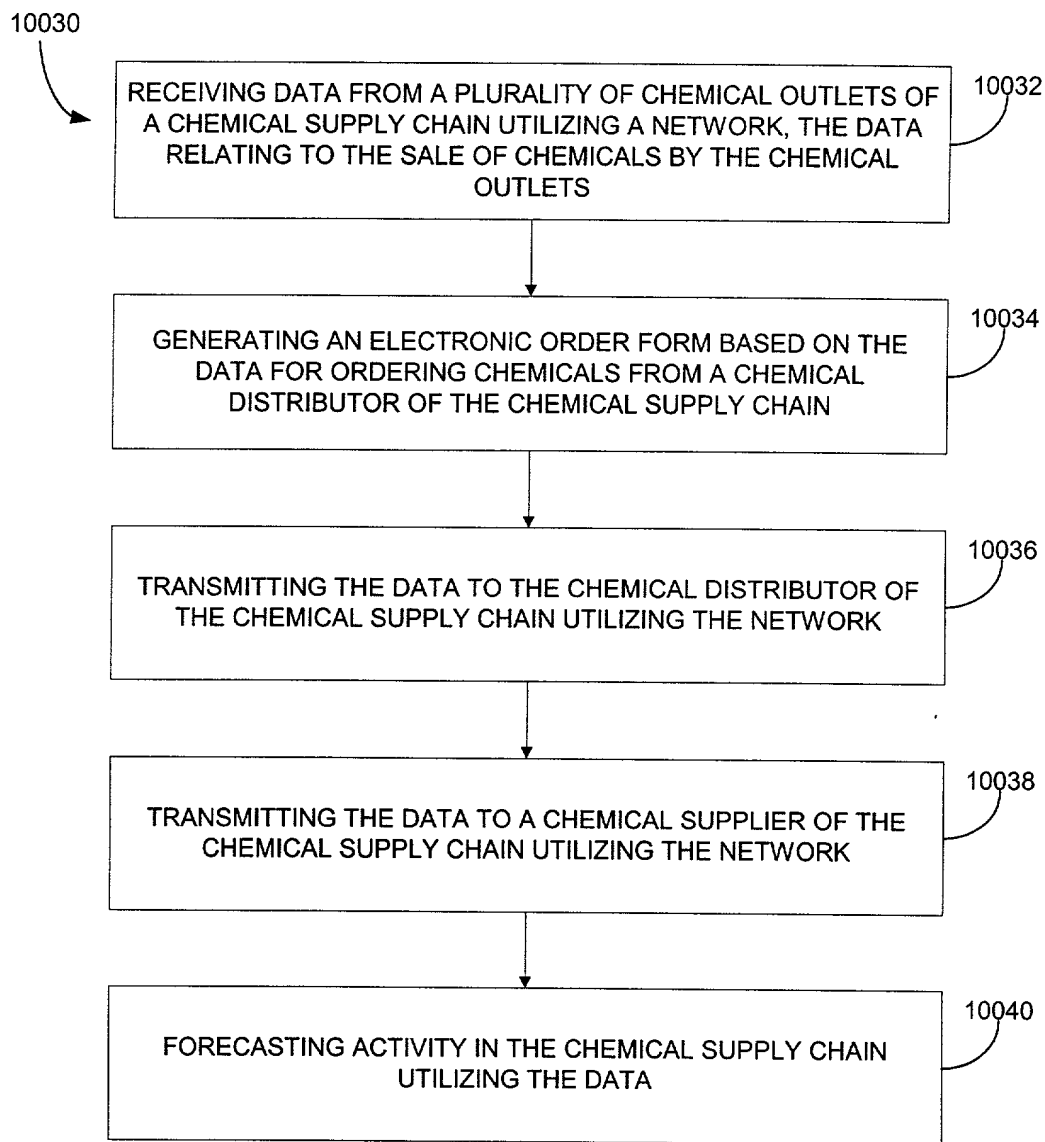 10030
RECEIVING DATA FROM A PLURALITY OF CHEMICAL OUTLETS OF
A CHEMICAL SUPPLY CHAIN UTILIZING A NETWORK, THE DATA
RELATING TO THE SALE OF CHEMICALS BY THE CHEMICAL
OUTLETS
10032
GENERATING AN ELECTRONIC ORDER FORM BASED ON THE
DATA FOR ORDERING CHEMICALS FROM A CHEMICAL
DISTRIBUTOR OF THE CHEMICAL SUPPLY CHAIN
10034
TRANSMITTING THE DATA TO THE CHEMICAL DISTRIBUTOR OF
THE CHEMICAL SUPPLY CHAIN UTILIZING THE NETWORK
10036
TRANSMITTING THE DATA TO A CHEMICAL SUPPLIER OF THE
CHEMICAL SUPPLY CHAIN UTILIZING THE NETWORK
10038
FORECASTING ACTIVITY IN THE CHEMICAL SUPPLY CHAIN
UTILIZING THE DATA
10040